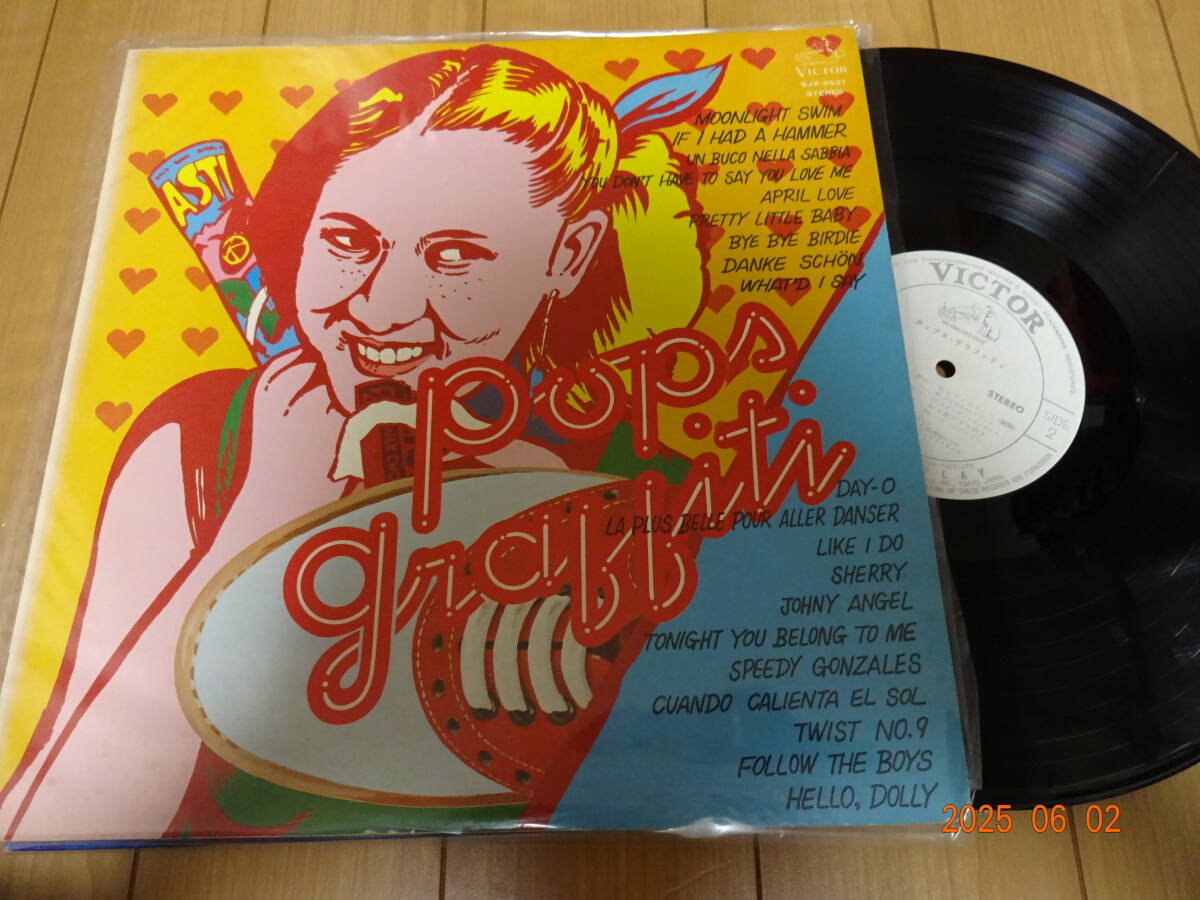 VICTOR
SJX-8531
STEREO
MOONLIGHT SWIM
IF I HAD A HAMMER
UN BUCO NELLA SABBIA
YOU DON'T HAVE TO SAY YOU LOVE ME
APRIL LOVE
PRETTY LITTLE BABY
BYE BYE BIRDIE
DANKE SCHÖN
WHAT'D I SAY
ASTI
K
pops
graffiti
DAY-O
LA PLUS BELLE POUR ALLER DANSER
LIKE I DO
SHERRY
JOHNY ANGEL
TONIGHT YOU BELONG TO ME
SPEEDY GONZALES
CUANDO CALIENTA EL SOL
TWIST NO.9
FOLLOW THE BOYS
HELLO, DOLLY
VICTOR
ポップス・グラフィティ
STEREO
SIDE
2
LAY
2025 06 02